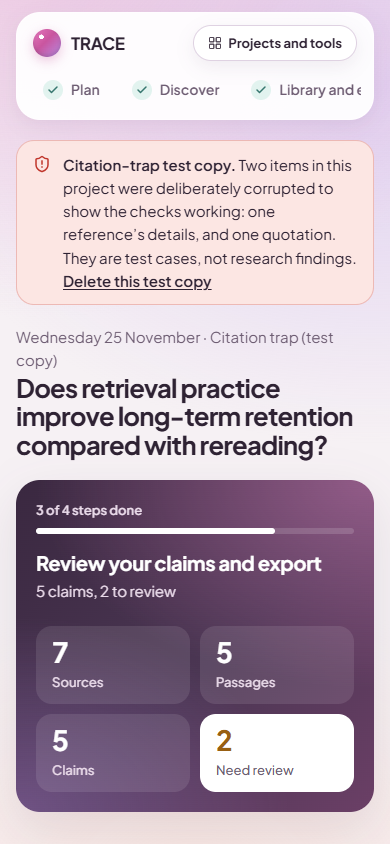 TRACE
Projects and tools
Plan
Discover
Library and e
Citation-trap test copy. Two items in this
project were deliberately corrupted to
show the checks working: one
reference's details, and one quotation.
They are test cases, not research findings.
Delete this test copy
Wednesday 25 November · Citation trap (test
copy)
Does retrieval practice
improve long-term retention
compared with rereading?
3 of 4 steps done
Review your claims and export
5 claims, 2 to review
7
Sources
5
Passages
5
Claims
2
Need review